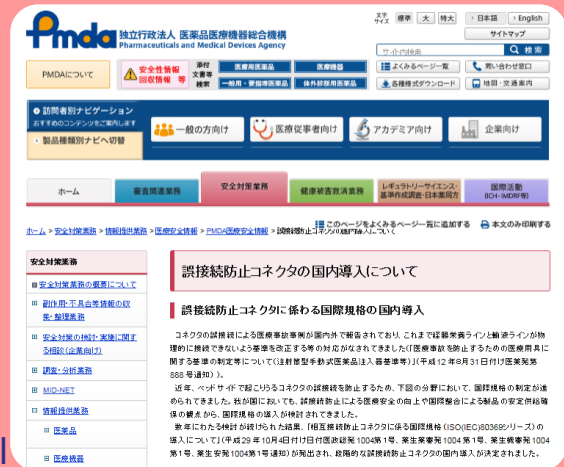 Pmda 独立行政法人 医薬品医療機器総合機構
Pharmaceuticals and Medical Devices Agency
文字サイズ 標準 大 特大
日本語 English
サイトマップ
サイト内検索 検索
PMDAについて
安全性情報
回収情報 等
添付
文書等
検索
医療用医薬品 医療機器
一般用・要指導医薬品 体外診断用医薬品
よくみるページ一覧 問い合わせ窓口
各種様式ダウンロード 地図・交通案内
訪問者別ナビゲーション
おすすめのコンテンツをご案内します
製品種類別ナビへ切替
一般の方向け 医療従事者向け アカデミア向け 企業向け
ホーム 審査関連業務 安全対策業務 健康被害救済業務 レギュラトリーサイエンス・基準作成調査・日本薬局方 国際活動(ICH・IMDRF等)
このページをよくみるページ一覧に追加する 本文のみ印刷する
ホーム > 安全対策業務 > 情報提供業務 > 医療安全情報 > PMDA医療安全情報 > 誤接続防止コネクタの国内導入について
安全対策業務
安全対策業務の概要について
副作用・不具合等情報の収
集・整理業務
安全対策の検討・実施に関す
る相談(企業向け)
調査・分析業務
MID-NET
情報提供業務
医薬品
医療機器
誤接続防止コネクタの国内導入について
誤接続防止コネクタに係わる国際規格の国内導入
コネクタの誤接続による医療事故事例が国内外で報告されており、これまで経腸栄養ラインと輸液ラインが物
理的に接続できないよう基準を改正する等の対応がなされてきました(「医療事故を防止するための医療用具に
関する基準の制定等について(注射筒型手動式医薬品注入器基準等)」(平成12年8月31日付け医薬発第
888号通知))。
近年、ベッドサイドで起こりうるコネクタの誤接続を防止するため、下図の分野において、国際規格の制定が進
められてきました。我が国においても、誤接続防止による医療安全の向上や国際整合による製品の安定供給確
保の観点から、国際規格の導入が検討されてきました。
数年にわたる検討が続けられた結果、「相互接続防止コネクタに係る国際規格(ISO(IEC)80369シリーズ)の
導入について」(平成29年10月4日付け日付医政総発1004第1号、薬生薬審発1004第1号、薬生機審発1004
第1号、薬生安発1004第1号通知)が発出され、段階的な誤接続防止コネクタの国内導入が決定されました。